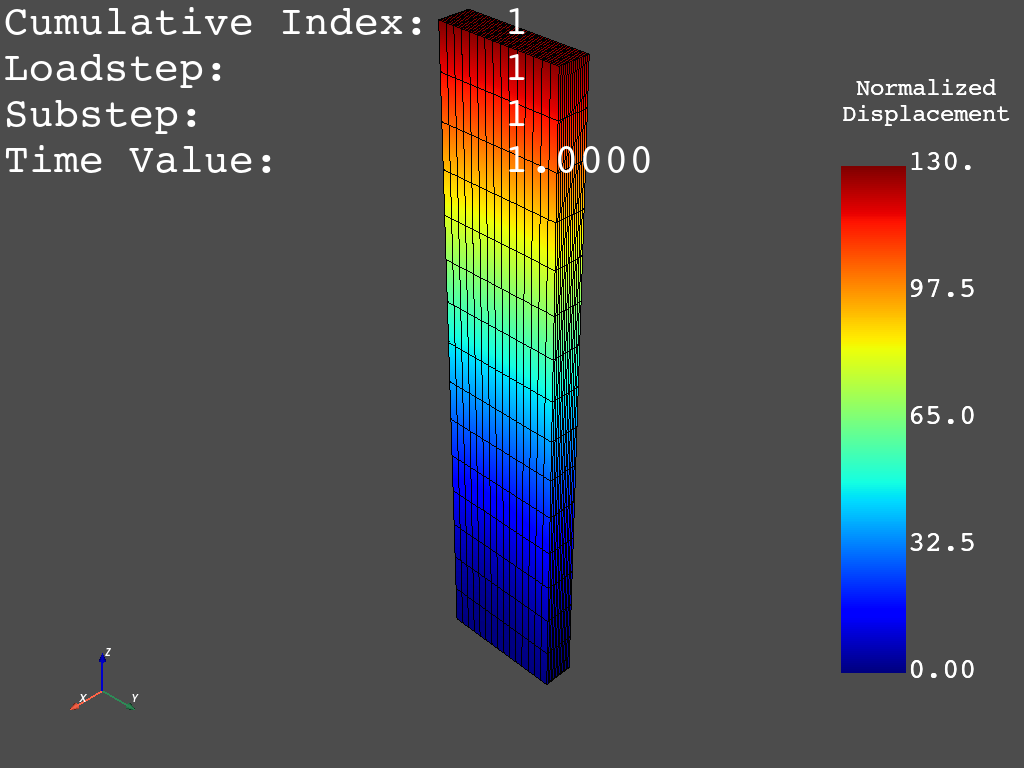 Cumulative Index: 1
Loadstep: 1
Substep: 1
Time Value: 1.0000
Normalized
Displacement
130.
97.5
65.0
32.5
0.00
Z
X
Y